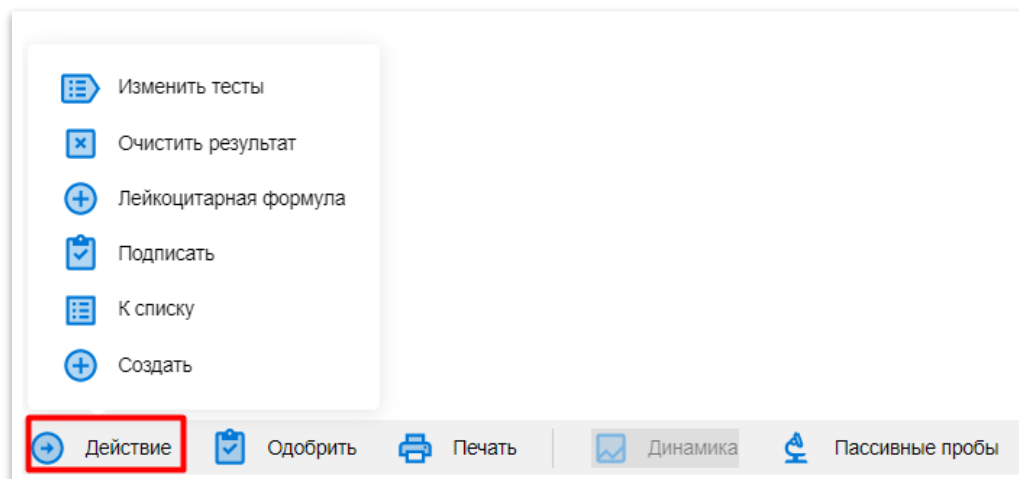 Изменить тесты
Очистить результат
Лейкоцитарная формула
Подписать
К списку
Создать
Действие Одобрить Печать Динамика Пассивные пробы